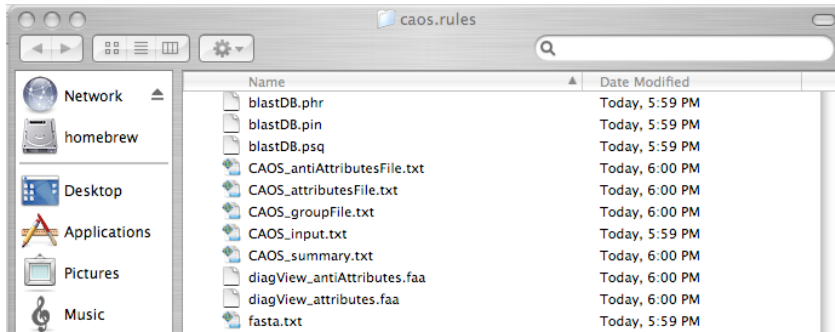 caos.rules
Network
homebrew
Desktop
Applications
Pictures
Music
Name Date Modified
blastDB.phr Today, 5:59 PM
blastDB.pin Today, 5:59 PM
blastDB.psq Today, 5:59 PM
CAOS_antiAttributesFile.txt Today, 6:00 PM
CAOS_attributesFile.txt Today, 6:00 PM
CAOS_groupFile.txt Today, 6:00 PM
CAOS_input.txt Today, 5:59 PM
CAOS_summary.txt Today, 6:00 PM
diagView_antiAttributes.faa Today, 6:00 PM
diagView_attributes.faa Today, 6:00 PM
fasta.txt Today, 5:59 PM